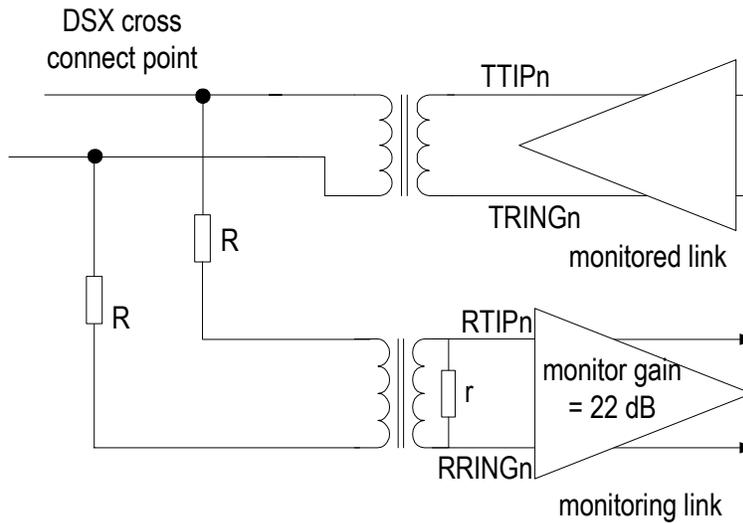 DSX cross
connect point
TTIPn
TRINGn
monitored link
R
R
RTIPn
monitor gain
= 22 dB
r
RRINGn
monitoring link